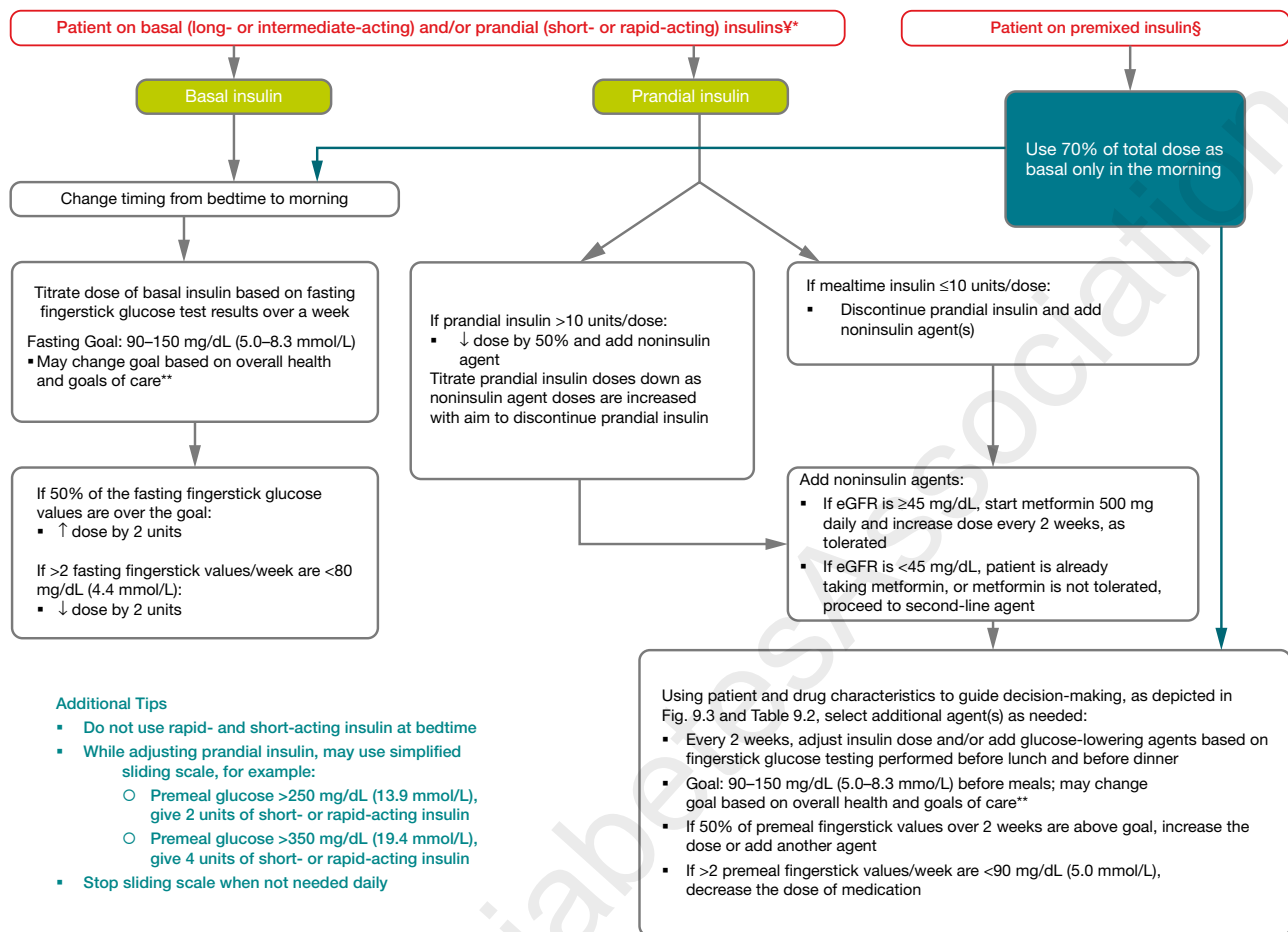 Patient on basal (long- or intermediate-acting) and/or prandial (short- or rapid-acting) insulins¥*
Patient on premixed insulin§
Basal insulin
Prandial insulin
Use 70% of total dose as
basal only in the morning
Change timing from bedtime to morning
Titrate dose of basal insulin based on fasting
fingerstick glucose test results over a week
Fasting Goal: 90–150 mg/dL (5.0–8.3 mmol/L)
▪ May change goal based on overall health
and goals of care**
If prandial insulin >10 units/dose:
▪ ↓ dose by 50% and add noninsulin
agent
Titrate prandial insulin doses down as
noninsulin agent doses are increased
with aim to discontinue prandial insulin
If mealtime insulin ≤10 units/dose:
▪ Discontinue prandial insulin and add
noninsulin agent(s)
If 50% of the fasting fingerstick glucose
values are over the goal:
▪ ↑ dose by 2 units
If >2 fasting fingerstick values/week are <80
mg/dL (4.4 mmol/L):
▪ ↓ dose by 2 units
Add noninsulin agents:
▪ If eGFR is ≥45 mg/dL, start metformin 500 mg
daily and increase dose every 2 weeks, as
tolerated
▪ If eGFR is <45 mg/dL, patient is already
taking metformin, or metformin is not tolerated,
proceed to second-line agent
Additional Tips
▪ Do not use rapid- and short-acting insulin at bedtime
▪ While adjusting prandial insulin, may use simplified
sliding scale, for example:
○ Premeal glucose >250 mg/dL (13.9 mmol/L),
give 2 units of short- or rapid-acting insulin
○ Premeal glucose >350 mg/dL (19.4 mmol/L),
give 4 units of short- or rapid-acting insulin
▪ Stop sliding scale when not needed daily
Using patient and drug characteristics to guide decision-making, as depicted in
Fig. 9.3 and Table 9.2, select additional agent(s) as needed:
▪ Every 2 weeks, adjust insulin dose and/or add glucose-lowering agents based on
fingerstick glucose testing performed before lunch and before dinner
▪ Goal: 90–150 mg/dL (5.0–8.3 mmo/L) before meals; may change
goal based on overall health and goals of care**
▪ If 50% of premeal fingerstick values over 2 weeks are above goal, increase the
dose or add another agent
▪ If >2 premeal fingerstick values/week are <90 mg/dL (5.0 mmol/L),
decrease the dose of medication
iabetesAssociation